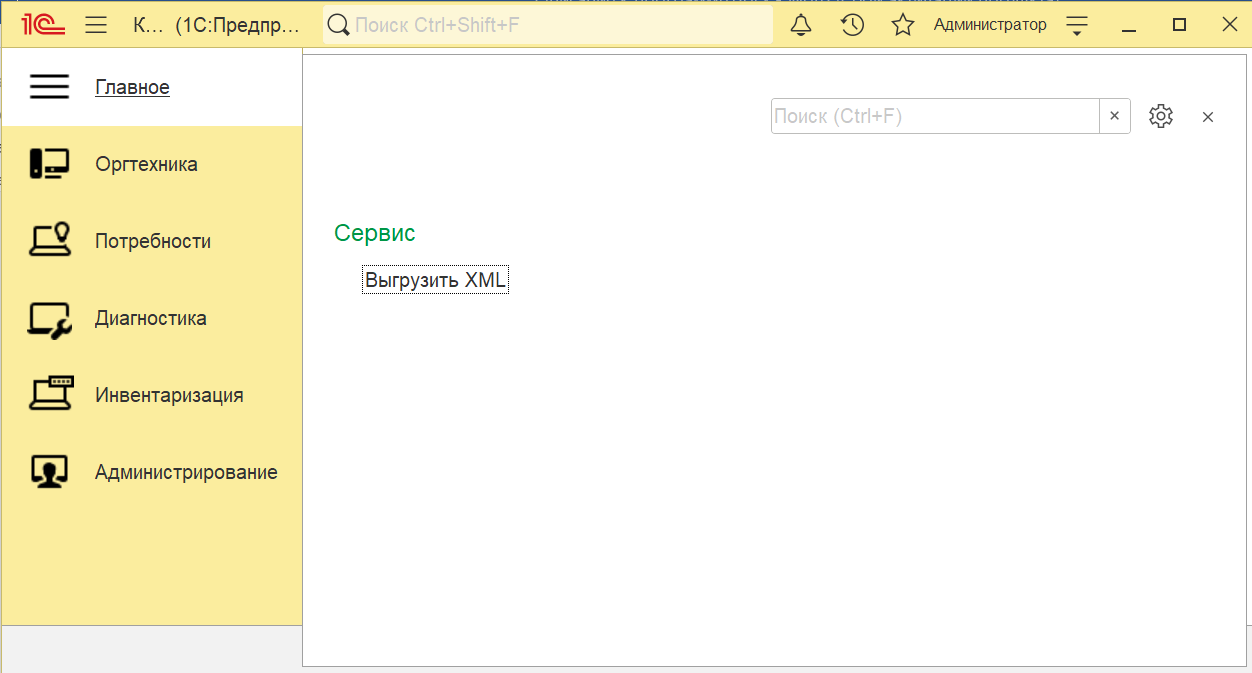 1С К... (1С:Предпр... Поиск Ctrl+Shift+F Администратор
Главное
Поиск (Ctrl+F)
Оргтехника
Потребности
Сервис
Выгрузить XML
Диагностика
Инвентаризация
Администрирование